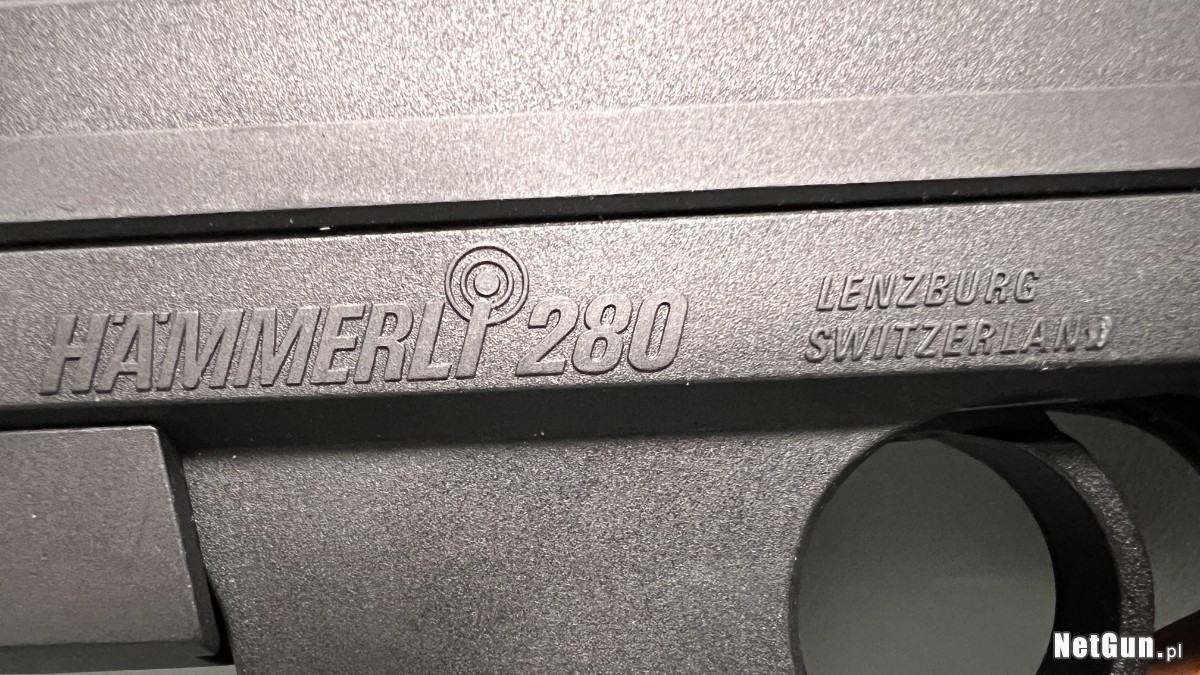 HÄMMERLI 280
LENZBURG
SWITZERLAND
NetGun.pl